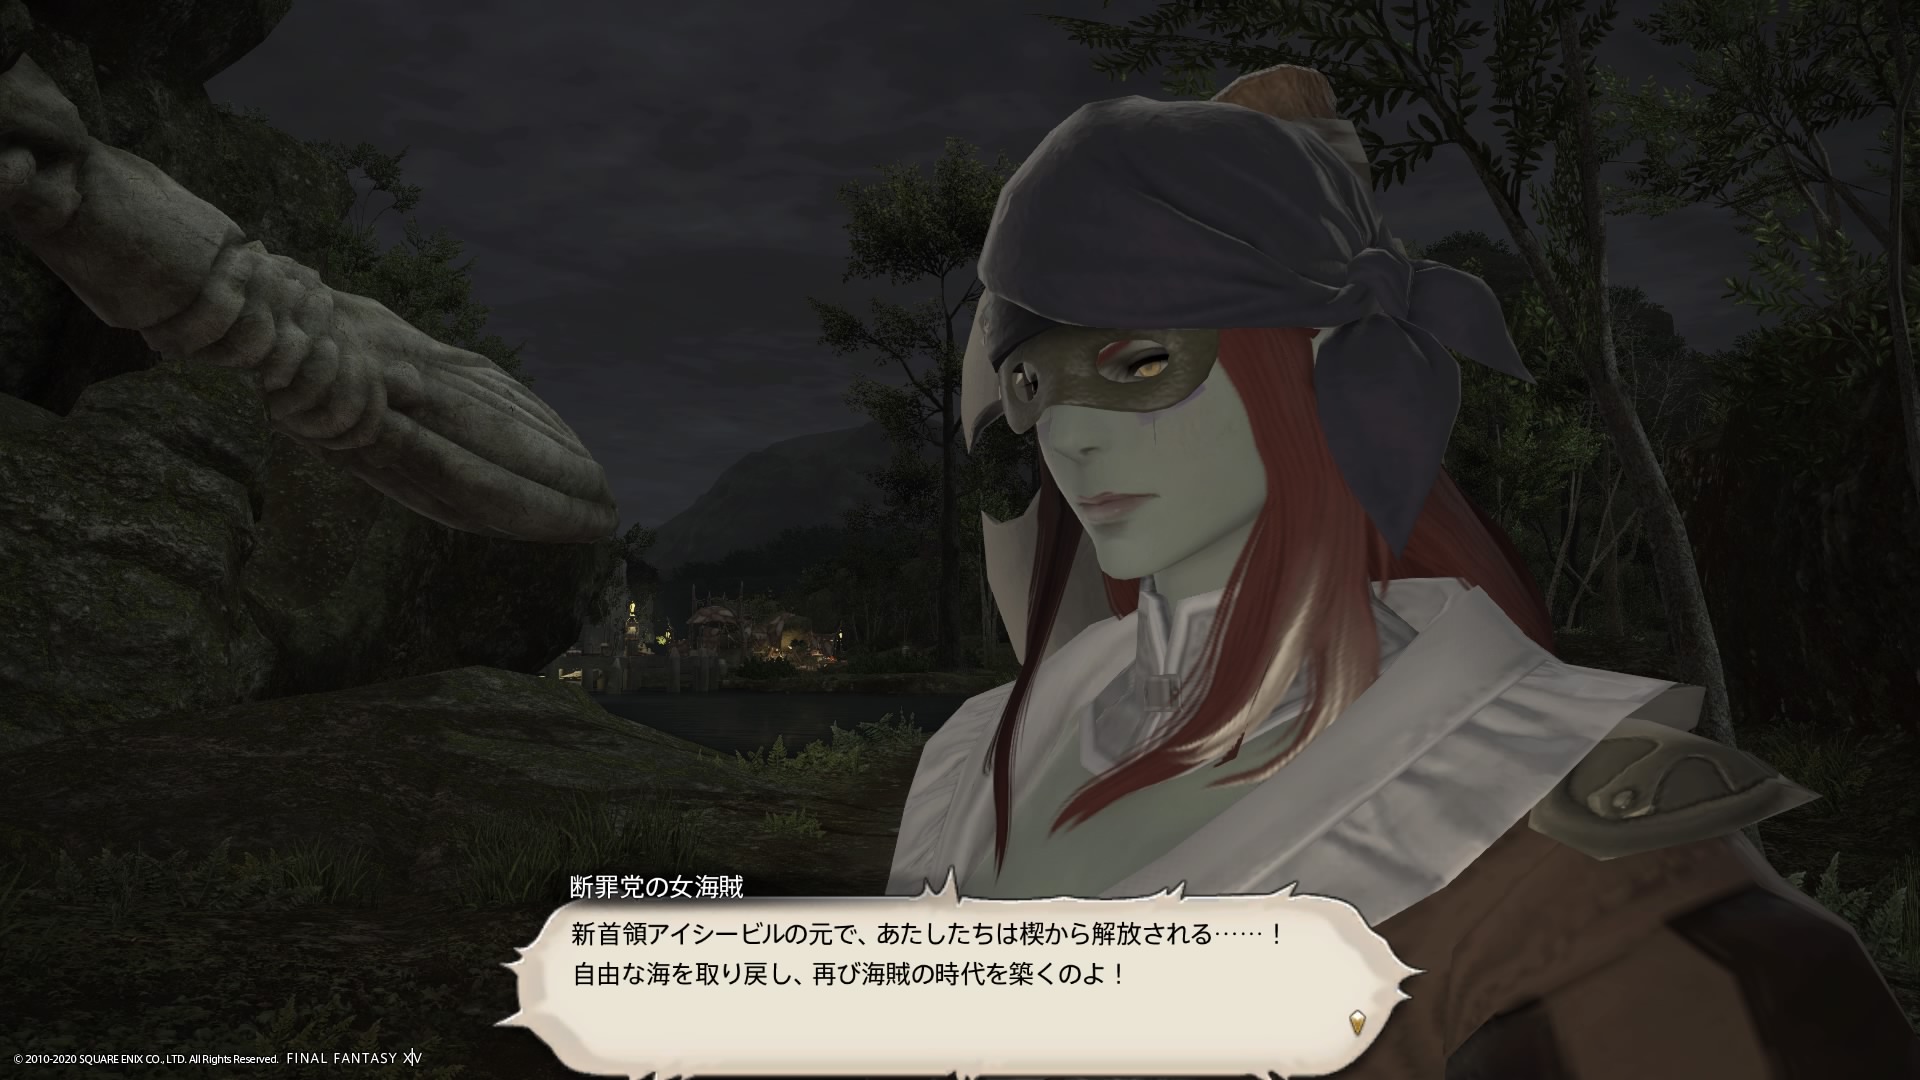 断罪党の女海賊
新首領アイシービルの元で、あたしたちは楔から解放される……！
自由な海を取り戻し、再び海賊の時代を築くのよ！
© 2010-2020 SQUARE ENIX CO., LTD. All Rights Reserved. FINAL FANTASY XIV